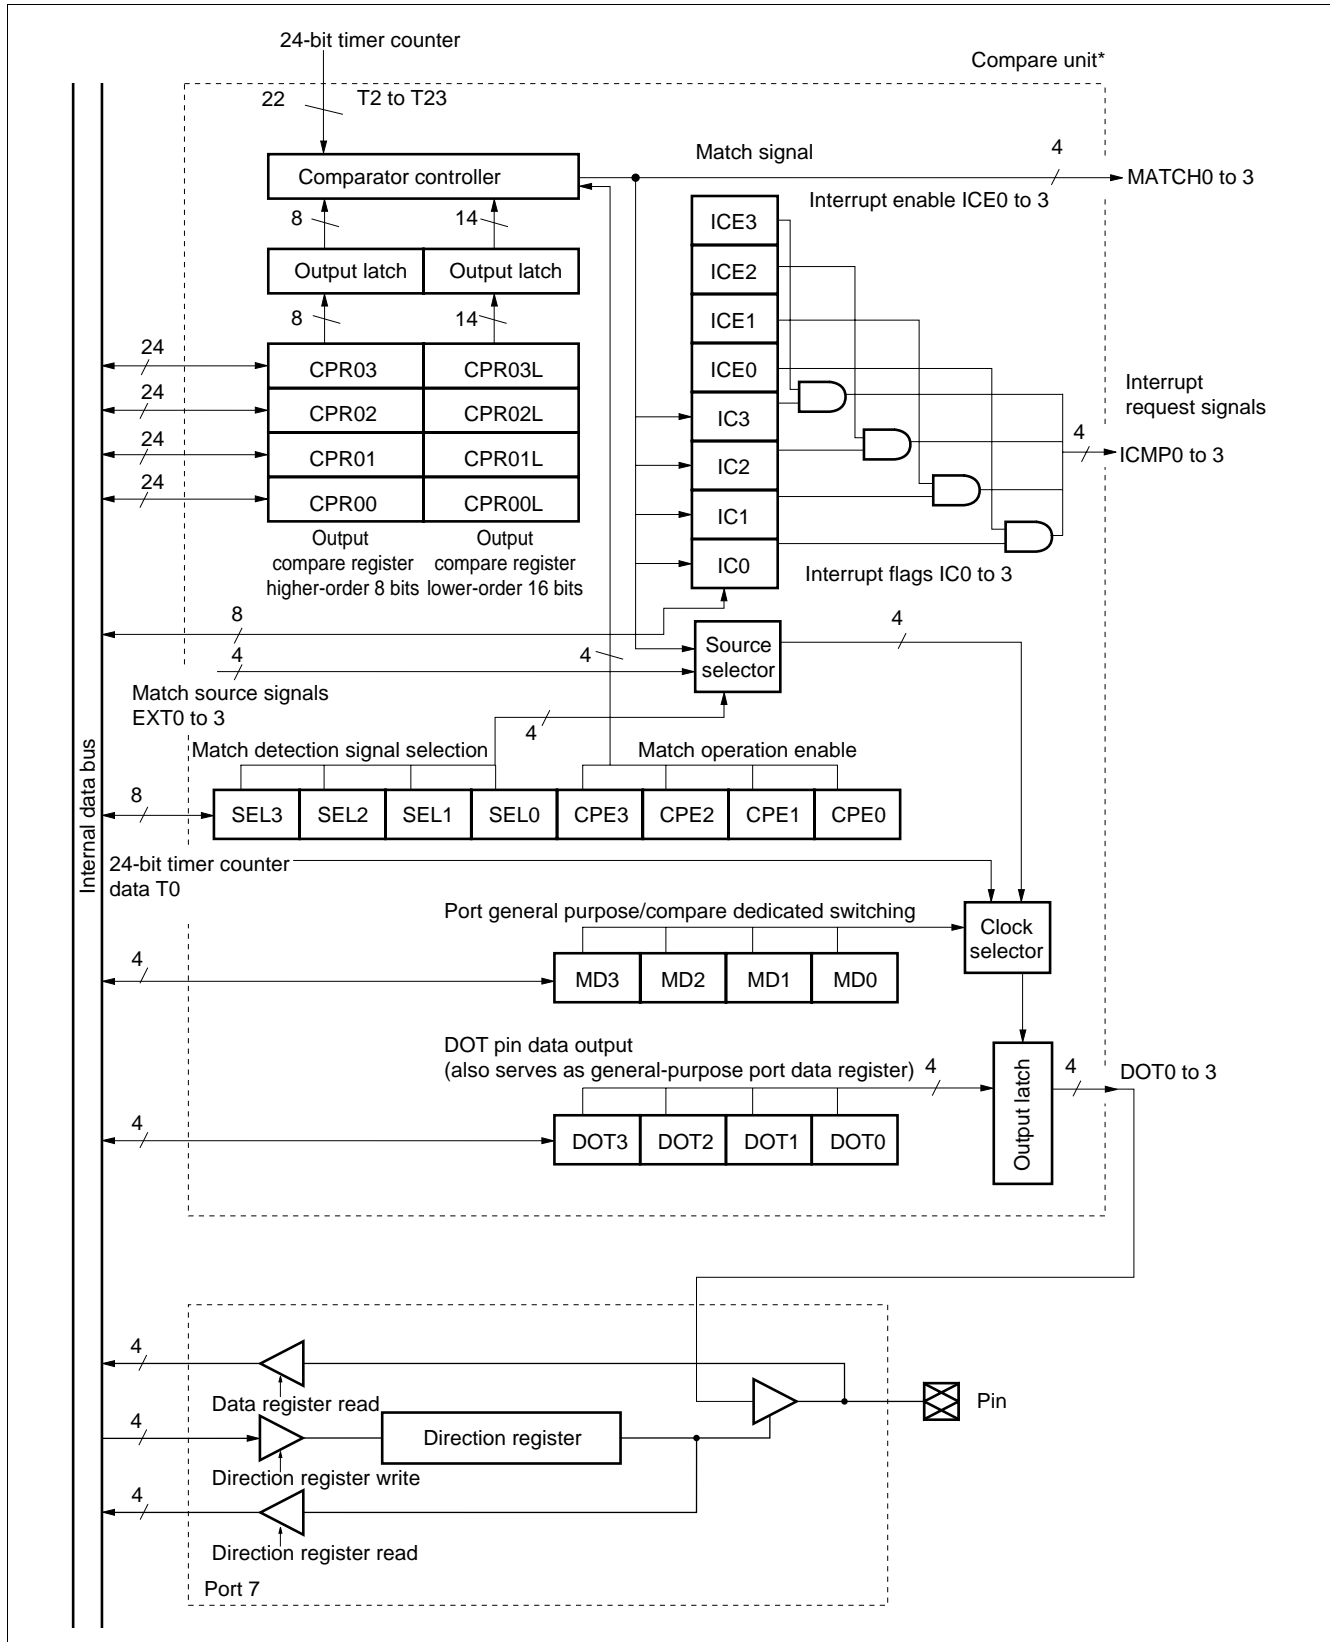 24-bit timer counter
Compare unit*
22
T2 to T23
Match signal
4
Comparator controller
MATCH0 to 3
Interrupt enable ICE0 to 3
8
14
ICE3
Output latch
Output latch
ICE2
8
14
ICE1
24
CPR03
CPR03L
ICE0
24
CPR02
CPR02L
IC3
Interrupt
request signals
24
CPR01
CPR01L
IC2
4
ICMP0 to 3
24
CPR00
CPR00L
IC1
Output
compare register
higher-order 8 bits
Output
compare register
lower-order 16 bits
IC0
Interrupt flags IC0 to 3
8
4
4
4
Source
selector
Match source signals
EXT0 to 3
4
Match detection signal selection
Match operation enable
8
SEL3
SEL2
SEL1
SEL0
CPE3
CPE2
CPE1
CPE0
Internal data bus
24-bit timer counter
data T0
Port general purpose/compare dedicated switching
Clock
selector
4
MD3
MD2
MD1
MD0
DOT pin data output
(also serves as general-purpose port data register)
4
4
DOT0 to 3
Output latch
4
DOT3
DOT2
DOT1
DOT0
4
Data register read
Pin
4
Direction register
Direction register write
4
Direction register read
Port 7